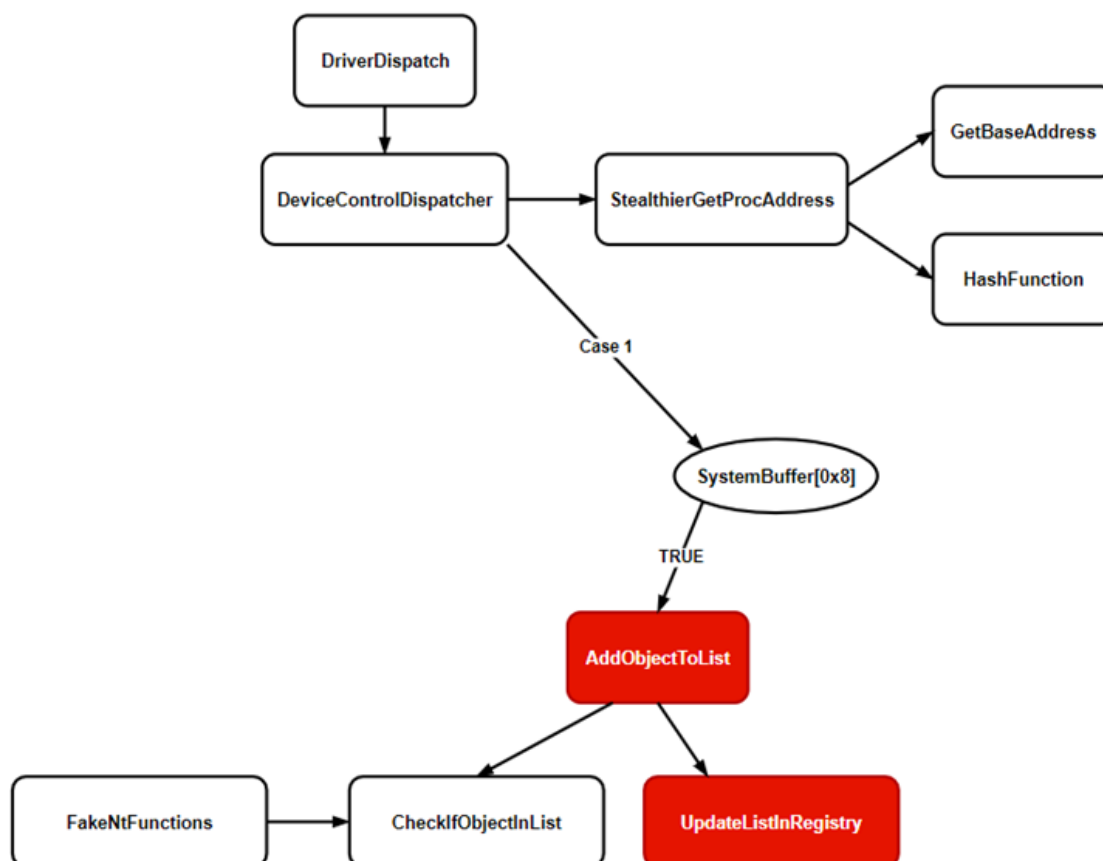 DriverDispatch
GetBaseAddress
DeviceControlDispatcher
StealthierGetProcAddress
HashFunction
Case 1
SystemBuffer[0x8]
TRUE
AddObjectToList
FakeNtFunctions
CheckIfObjectInList
UpdateListInRegistry